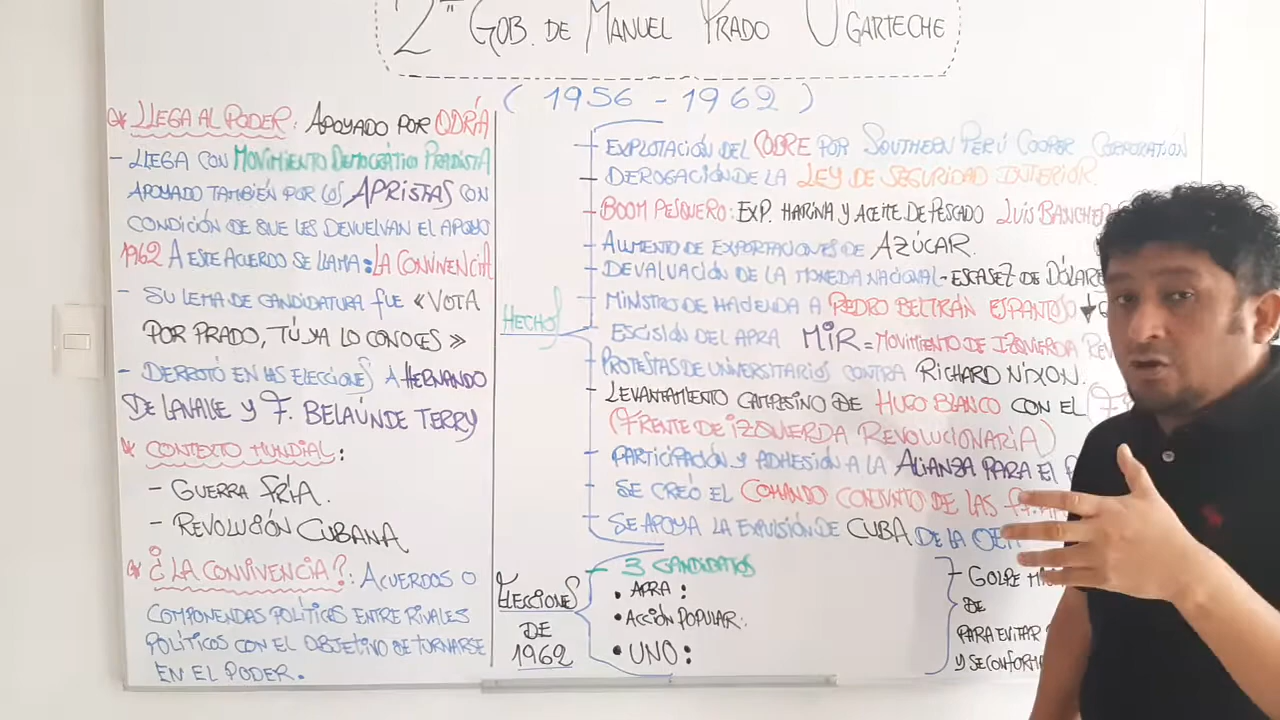 2do GOB. DE MANUEL PRADO UGARTECHE
( 1956 - 1962 )
* LLEGA AL PODER: APOYADO POR ODRÍA
- LLEGA CON MOVIMIENTO DEMOCRÁTICO PRADISTA
APOYADO TAMBIÉN POR LOS APRISTAS CON
CONDICIÓN DE QUE LES DEVUELVAN EL APOYO
1962 A ESTE ACUERDO SE LLAMA: LA CONVIVENCIA
- SU LEMA DE CANDIDATURA FUE «VOTA
POR PRADO, TÚ YA LO CONOCES»
- DERROTÓ EN LAS ELECCIONES A HERNANDO
DE LAVALLE Y F. BELAÚNDE TERRY
* CONTEXTO MUNDIAL:
- GUERRA FRÍA.
- REVOLUCIÓN CUBANA
* ¿LA CONVIVENCIA?: ACUERDOS O
COMPONENDAS POLÍTICAS ENTRE RIVALES
POLÍTICOS CON EL OBJETIVO DE TURNARSE
EN EL PODER.
HECHOS
- EXPLOTACIÓN DEL COBRE POR SOUTHERN PERÚ COOPER CORPORATION
- DEROGACIÓN DE LA LEY DE SEGURIDAD INTERIOR.
- BOOM PESQUERO: EXP. HARINA Y ACEITE DE PESCADO LUIS
- AUMENTO DE EXPORTACIONES DE AZÚCAR.
- DEVALUACIÓN DE LA MONEDA NACIONAL - ESCASEZ DE
- MINISTRO DE HACIENDA A PEDRO BELTRÁN ESPANTOSO
ESCISIÓN DEL APRA MIR = MOVIMIENTO DE IZQUIERDA
- PROTESTAS DE UNIVERSITARIOS CONTRA RICHARD NIXON.
- LEVANTAMIENTO CAMPESINO DE HUGO BLANCO CON EL
(FRENTE DE IZQUIERDA REVOLUCIONARIA)
- PARTICIPACIÓN Y ADHESIÓN A LA ALIANZA PARA EL
- SE CREÓ EL COMANDO CONJUNTO DE LAS
- SE APOYA LA EXPULSIÓN DE CUBA DE LA OEA
ELECCIONES
DE
1962
- 3 CANDIDATOS
• APRA:
• ACCIÓN POPULAR:
• UNO:
- GOLPE
DE
PARA EVITAR
Y SE